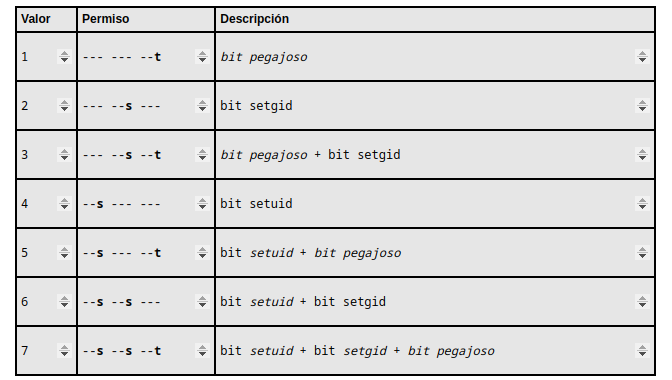 Valor Permiso Descripción
1 --- --- --t bit pegajoso
2 --- --s --- bit setgid
3 --- --s --t bit pegajoso + bit setgid
4 --s --- --- bit setuid
5 --s --- --t bit setuid + bit pegajoso
6 --s --s --- bit setuid + bit setgid
7 --s --s --t bit setuid + bit setgid + bit pegajoso